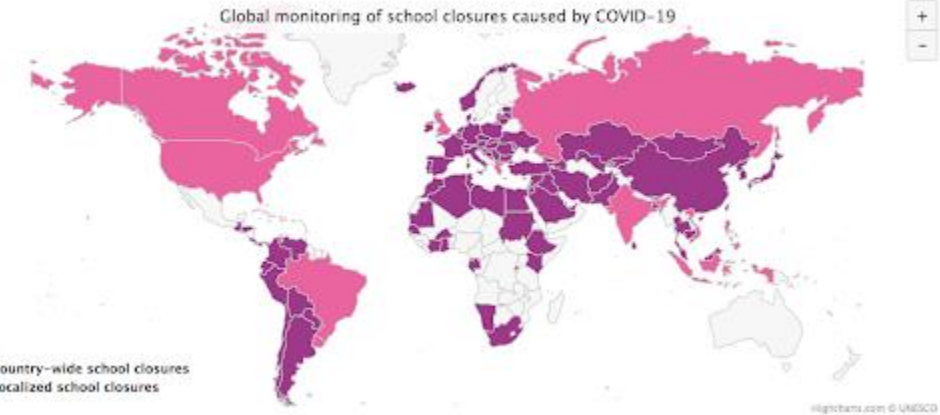 Global monitoring of school closures caused by COVID-19
+
−
ountry-wide school closures
ocalized school closures
Highcharts.com © UNESCO